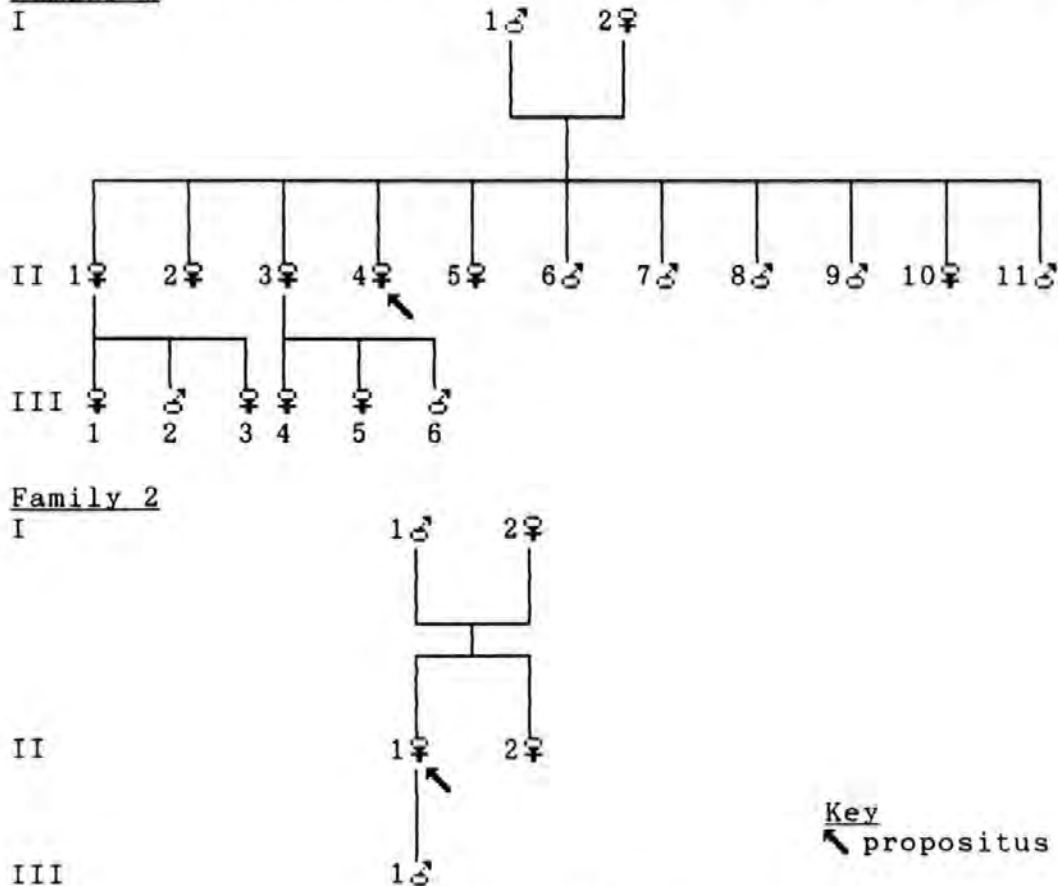 I 1♂ 2♀
II 1♀ 2♀ 3♀ 4♀ 5♀ 6♂ 7♂ 8♂ 9♂ 10♀ 11♂
III ♀ ♂ ♀ ♀ ♀ ♂
1 2 3 4 5 6
Family 2
I 1♂ 2♀
II 1♀ 2♀
Key
propositus
III 1♂